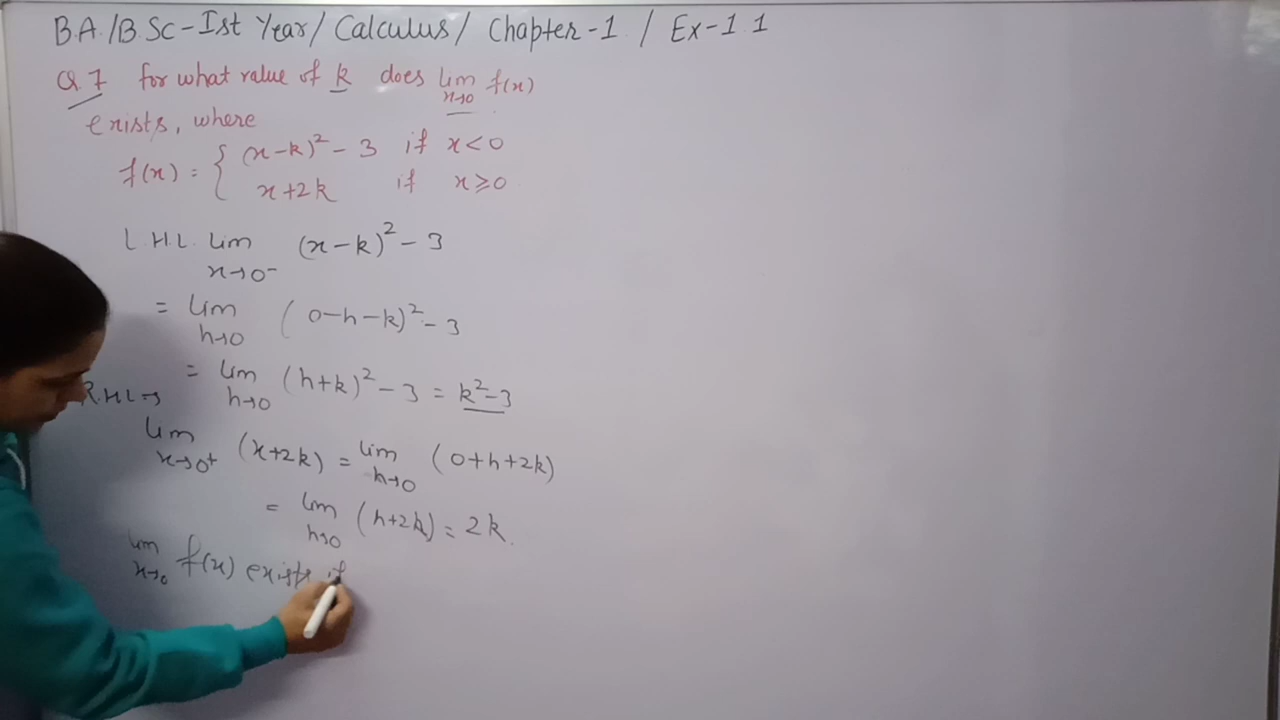 B.A./B.Sc-Ist Year/ Calculus/ Chapter-1 / Ex-1.1
Q.7 for what value of k does lim x→0 f(x)
exists, where
f(x) = { (x-k)² - 3 if x<0
x+2k if x≥0
L.H.L. lim x→0⁻ (x-k)² - 3
= lim h→0 (0-h-k)² - 3
= lim h→0 (h+k)² - 3 = k²-3
R.HL→
lim x→0⁺ (x+2k) = lim h→0 (0+h+2k)
= lim h→0 (h+2k) = 2k.
lim x→0 f(x) exists if